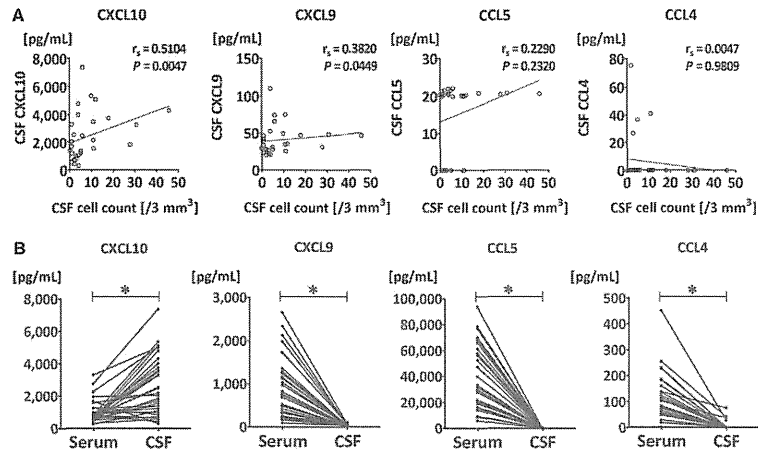 A
CXCL10
CXCL9
CCL5
CCL4
[pg/mL]
[pg/mL]
[pg/mL]
[pg/mL]
rs = 0.5104
P = 0.0047
rs = 0.3820
P = 0.0449
rs = 0.2290
P = 0.2320
rs = 0.0047
P = 0.9809
CSF CXCL10
8,000
6,000
4,000
2,000
0
0 10 20 30 40 50
CSF cell count [/3 mm³]
CSF CXCL9
150
100
50
0
0 10 20 30 40 50
CSF cell count [/3 mm³]
CSF CCL5
30
20
10
0
0 10 20 30 40 50
CSF cell count [/3 mm³]
CSF CCL4
80
70
60
50
40
30
20
10
0
0 10 20 30 40 50
CSF cell count [/3 mm³]
B
CXCL10
CXCL9
CCL5
CCL4
[pg/mL]
[pg/mL]
[pg/mL]
[pg/mL]
*
*
*
*
8,000
6,000
4,000
2,000
0
Serum CSF
3,000
2,000
1,000
0
Serum CSF
100,000
80,000
60,000
40,000
20,000
0
Serum CSF
500
400
300
200
100
0
Serum CSF